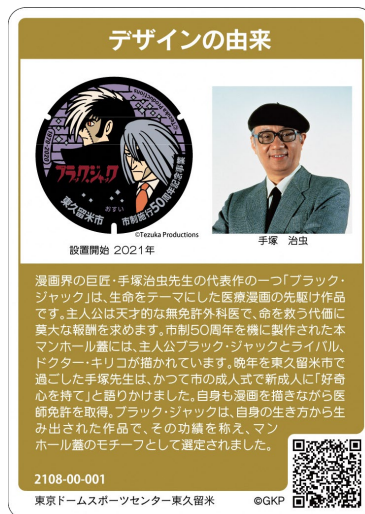 デザインの由来
ブラック・ジャック
おすい
東久留米市
市制施行50周年記念事業
©Tezuka Productions
設置開始 2021年
手塚 治虫
漫画界の巨匠・手塚治虫先生の代表作の一つ「ブラック・
ジャック」は、生命をテーマにした医療漫画の先駆け作品
です。主人公は天才的な無免許外科医で、命を救う代価に
莫大な報酬を求めます。市制50周年を機に製作された本
マンホール蓋には、主人公ブラック・ジャックとライバル、
ドクター・キリコが描かれています。晩年を東久留米市で
過ごした手塚先生は、かつて市の成人式で新成人に「好奇
心を持て」と語りかけました。自身も漫画を描きながら医
師免許を取得。ブラック・ジャックは、自身の生き方から生
み出された作品で、その功績を称え、マン
ホール蓋のモチーフとして選定されました。
2108-00-001
東京ドームスポーツセンター東久留米
©GKP